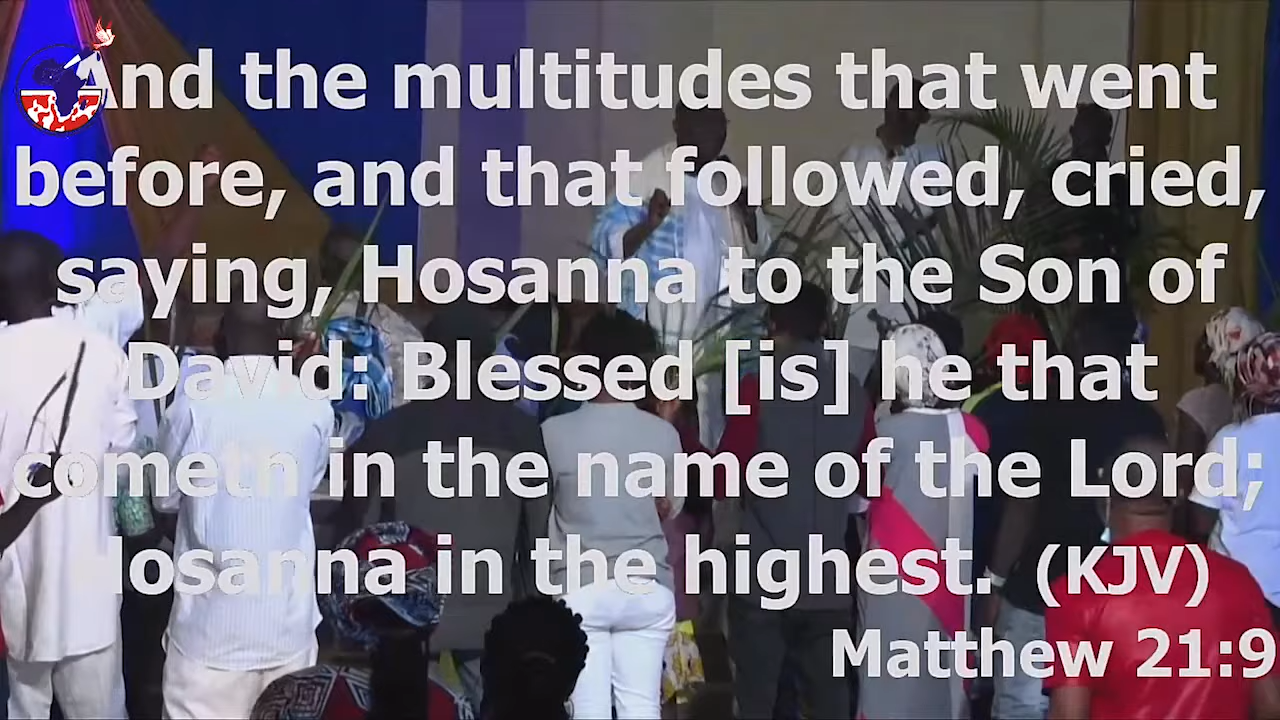 And the multitudes that went
before, and that followed, cried,
saying, Hosanna to the Son of
David: Blessed [is] he that
cometh in the name of the Lord;
Hosanna in the highest. (KJV)
Matthew 21:9